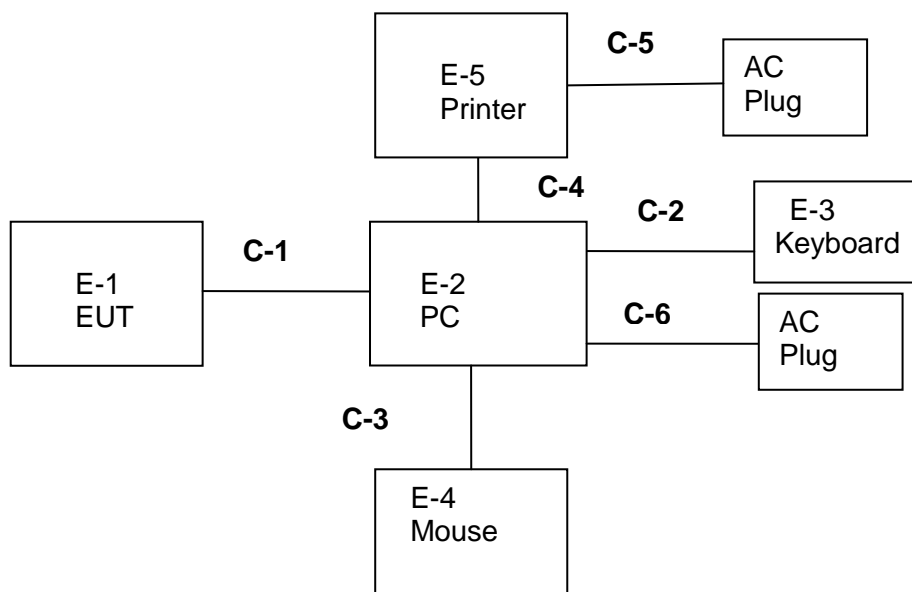 C-5
E-5
Printer
AC
Plug
C-4
C-2
E-3
Keyboard
C-1
E-1
EUT
E-2
PC
C-6
AC
Plug
C-3
E-4
Mouse